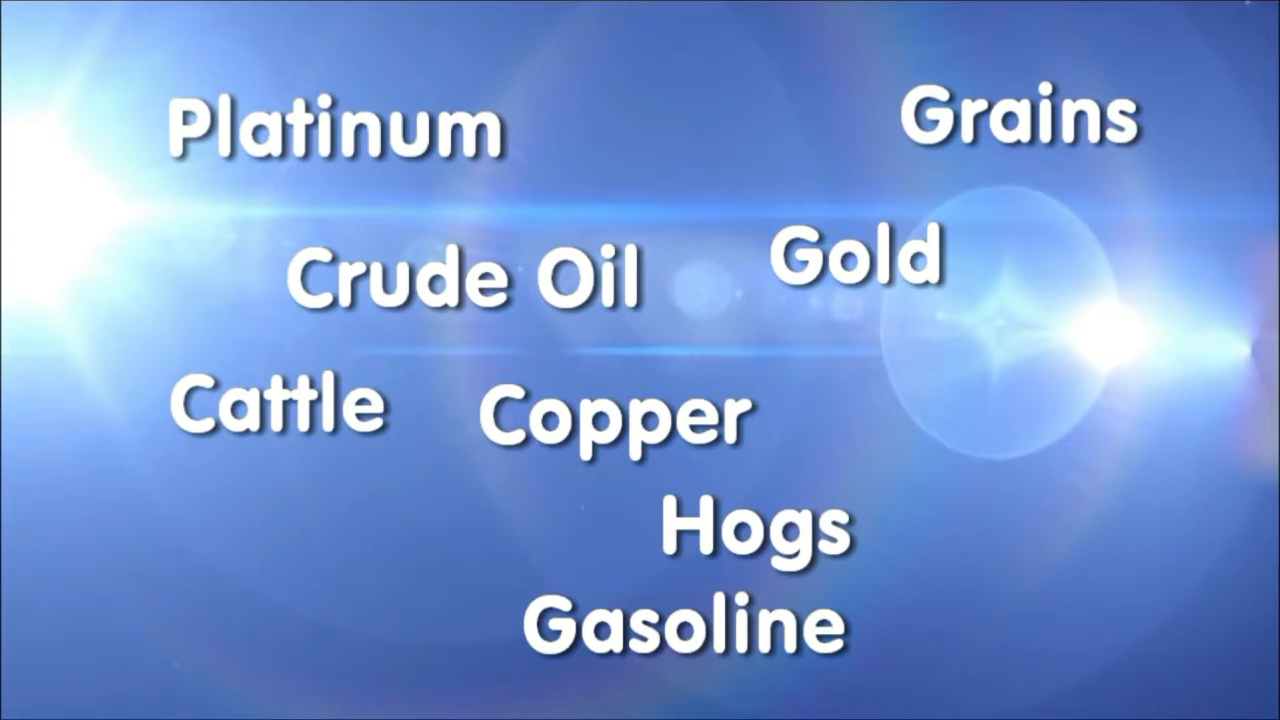 Platinum
Grains
Crude Oil
Gold
Cattle
Copper
Hogs
Gasoline